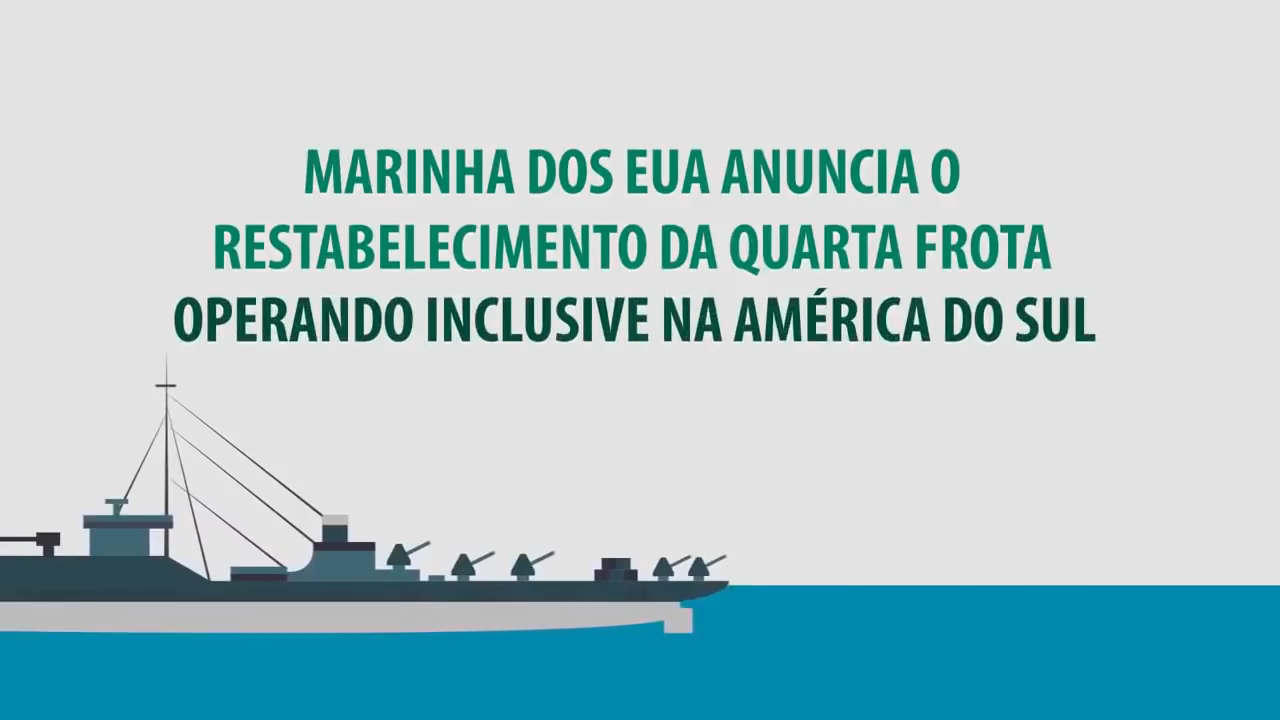 MARINHA DOS EUA ANUNCIA O
RESTABELECIMENTO DA QUARTA FROTA
OPERANDO INCLUSIVE NA AMÉRICA DO SUL